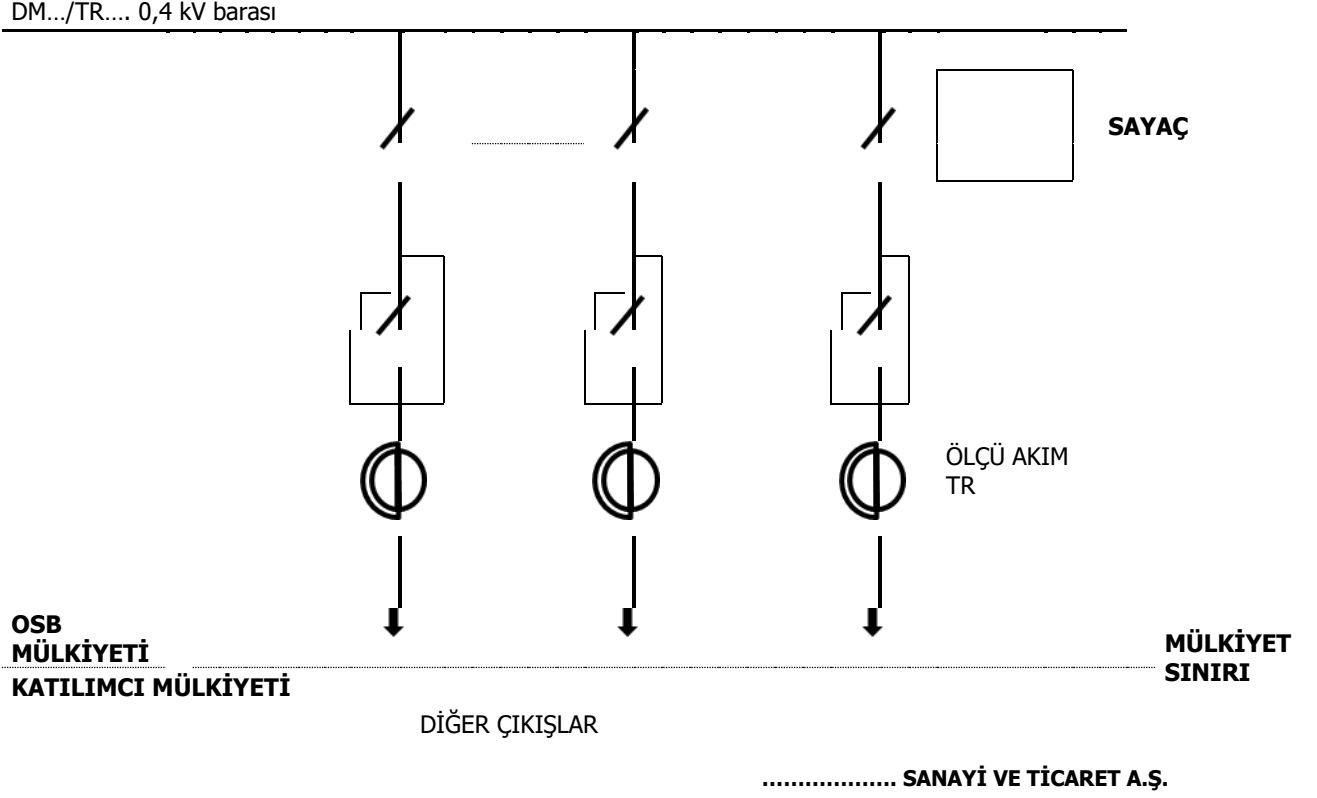 DM…/TR…. 0,4 kV barası
SAYAÇ
ÖLÇÜ AKIM
TR
OSB
MÜLKİYETİ
MÜLKİYET
SINIRI
KATILIMCI MÜLKİYETİ
DİĞER ÇIKIŞLAR
………………. SANAYİ VE TİCARET A.Ş.